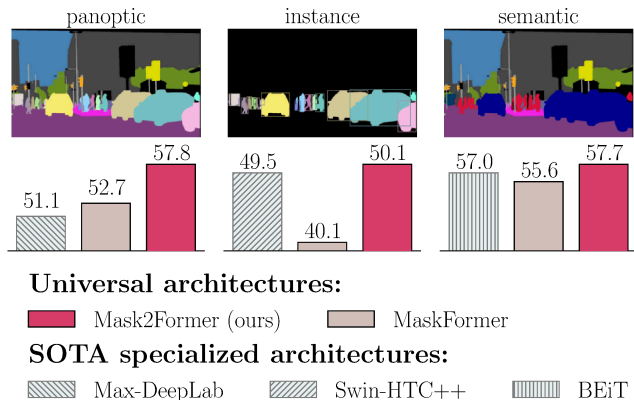 panoptic instance semantic
51.1 52.7 57.8 49.5 40.1 50.1 57.0 55.6 57.7
Universal architectures:
Mask2Former (ours) MaskFormer
SOTA specialized architectures:
Max-DeepLab Swin-HTC++ BEiT